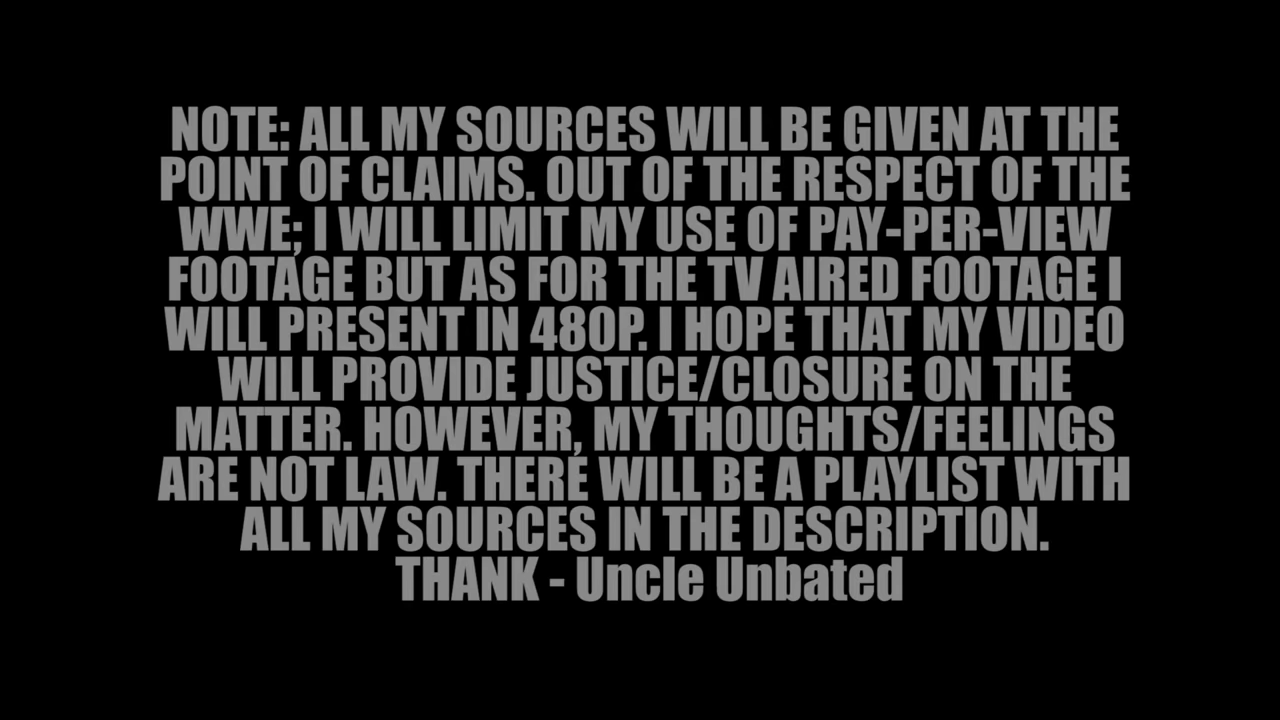 NOTE: ALL MY SOURCES WILL BE GIVEN AT THE
POINT OF CLAIMS. OUT OF THE RESPECT OF THE
WWE; I WILL LIMIT MY USE OF PAY-PER-VIEW
FOOTAGE BUT AS FOR THE TV AIRED FOOTAGE I
WILL PRESENT IN 480P. I HOPE THAT MY VIDEO
WILL PROVIDE JUSTICE/CLOSURE ON THE
MATTER. HOWEVER, MY THOUGHTS/FEELINGS
ARE NOT LAW. THERE WILL BE A PLAYLIST WITH
ALL MY SOURCES IN THE DESCRIPTION.
THANK - Uncle Unbated